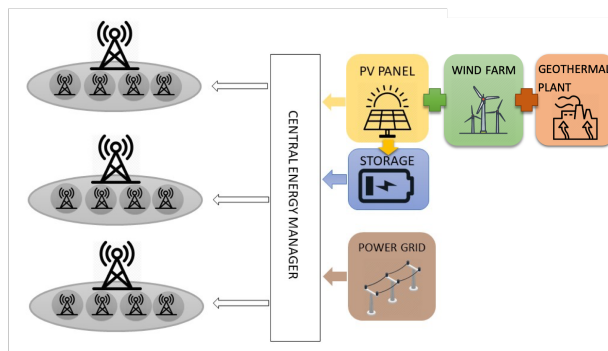 PV PANEL
WIND FARM
GEOTHERMAL
PLANT
STORAGE
POWER GRID
CENTRAL ENERGY MANAGER